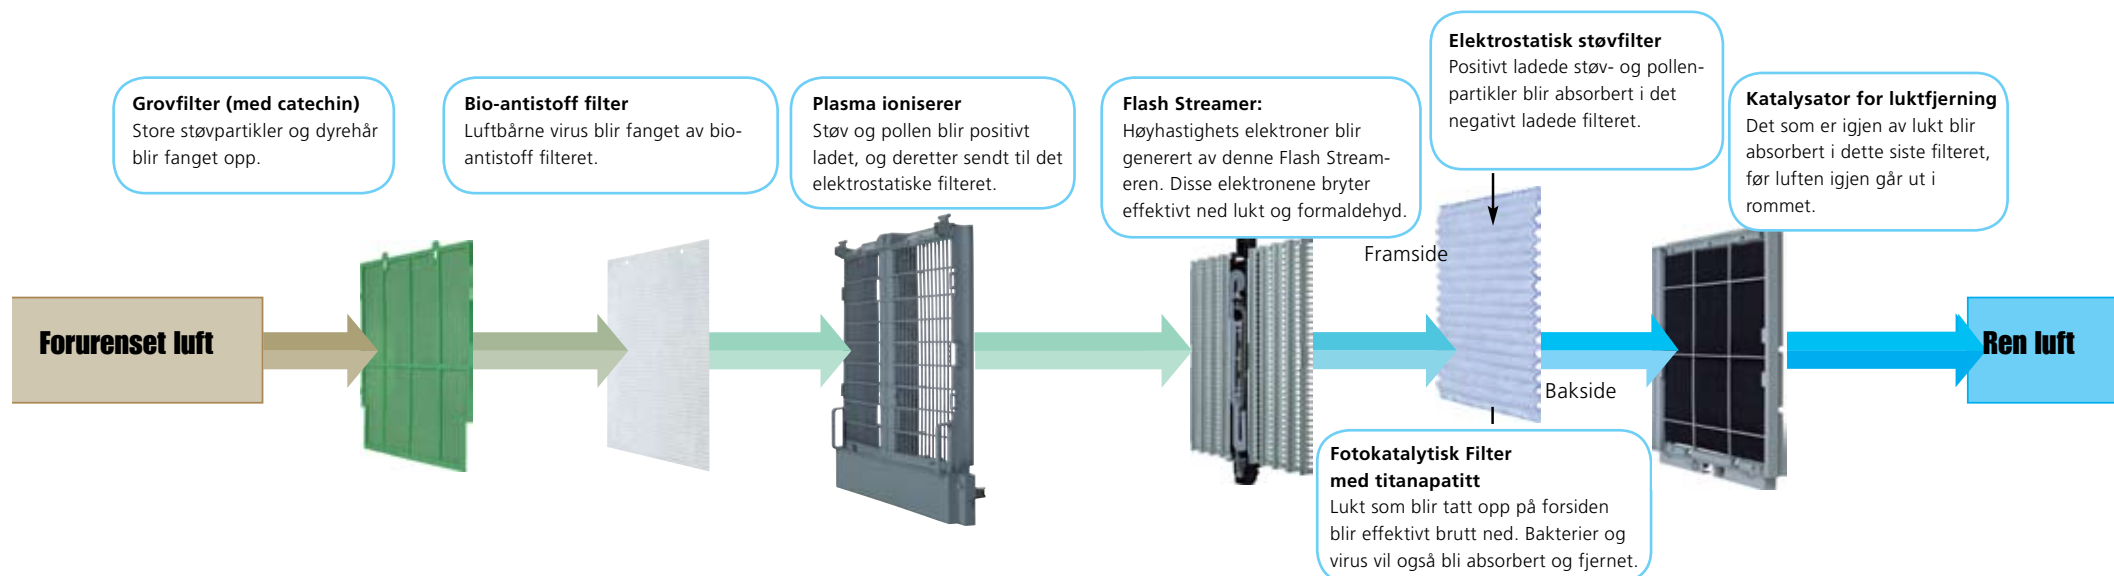 Forurenset luft
Grovfilter (med catechin)
Store støvpartikler og dyrehår
blir fanget opp.
Bio-antistoff filter
Luftbårne virus blir fanget av bio-
antistoff filteret.
Plasma ioniserer
Støv og pollen blir positivt
ladet, og deretter sendt til det
elektrostatiske filteret.
Flash Streamer:
Høyhastighets elektroner blir
generert av denne Flash Stream-
eren. Disse elektronene bryter
effektivt ned lukt og formaldehyd.
Elektrostatisk støvfilter
Positivt ladede støv- og pollen-
partikler blir absorbert i det
negativt ladede filteret.
Framside
Bakside
Fotokatalytisk Filter
med titanapatitt
Lukt som blir tatt opp på forsiden
blir effektivt brutt ned. Bakterier og
virus vil også bli absorbert og fjernet.
Katalysator for luktfjerning
Det som er igjen av lukt blir
absorbert i dette siste filteret,
før luften igjen går ut i
rommet.
Ren luft